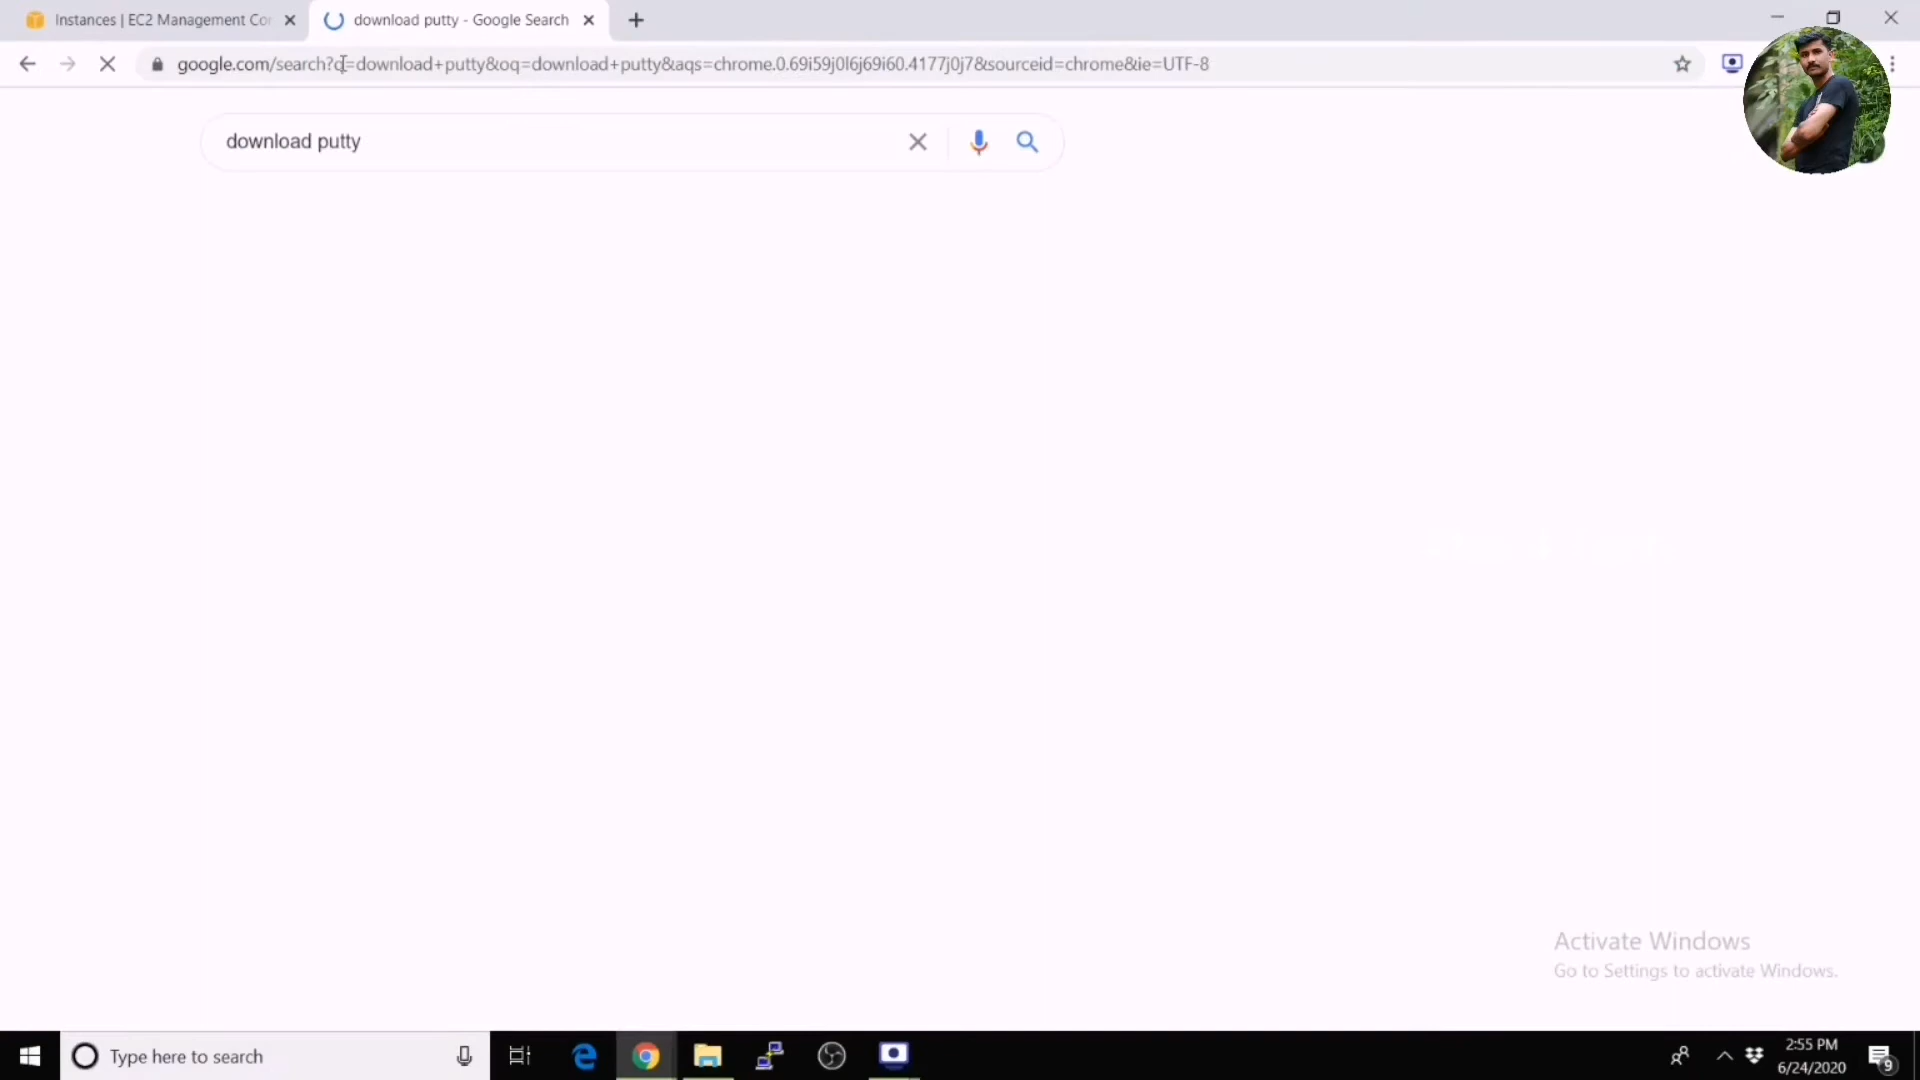 Instances | EC2 Management Co
download putty - Google Search
google.com/search?q=download+putty&oq=download+putty&aqs=chrome.0.69i59j0l6j69i60.4177j0j7&sourceid=chrome&ie=UTF-8
download putty
Activate Windows
Go to Settings to activate Windows.
Type here to search
2:55 PM
6/24/2020
9